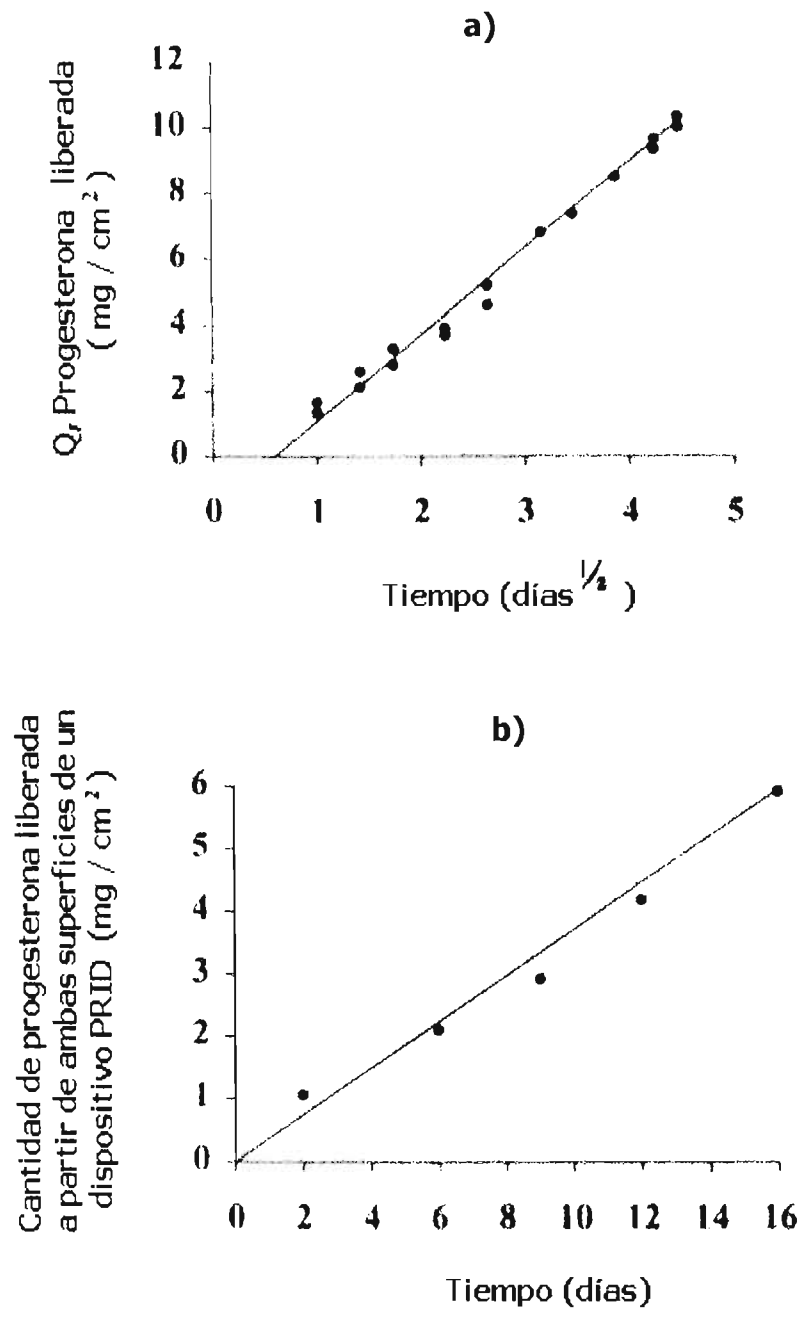 a)
Q, Progesterona liberada
( mg / cm² )
12
10
8
6
4
2
0
0 1 2 3 4 5
Tiempo (días 1/2 )
b)
Cantidad de progesterona liberada
a partir de ambas superficies de un
dispositivo PRID (mg / cm²)
6
5
4
3
2
1
0
0 2 4 6 8 10 12 14 16
Tiempo (días)